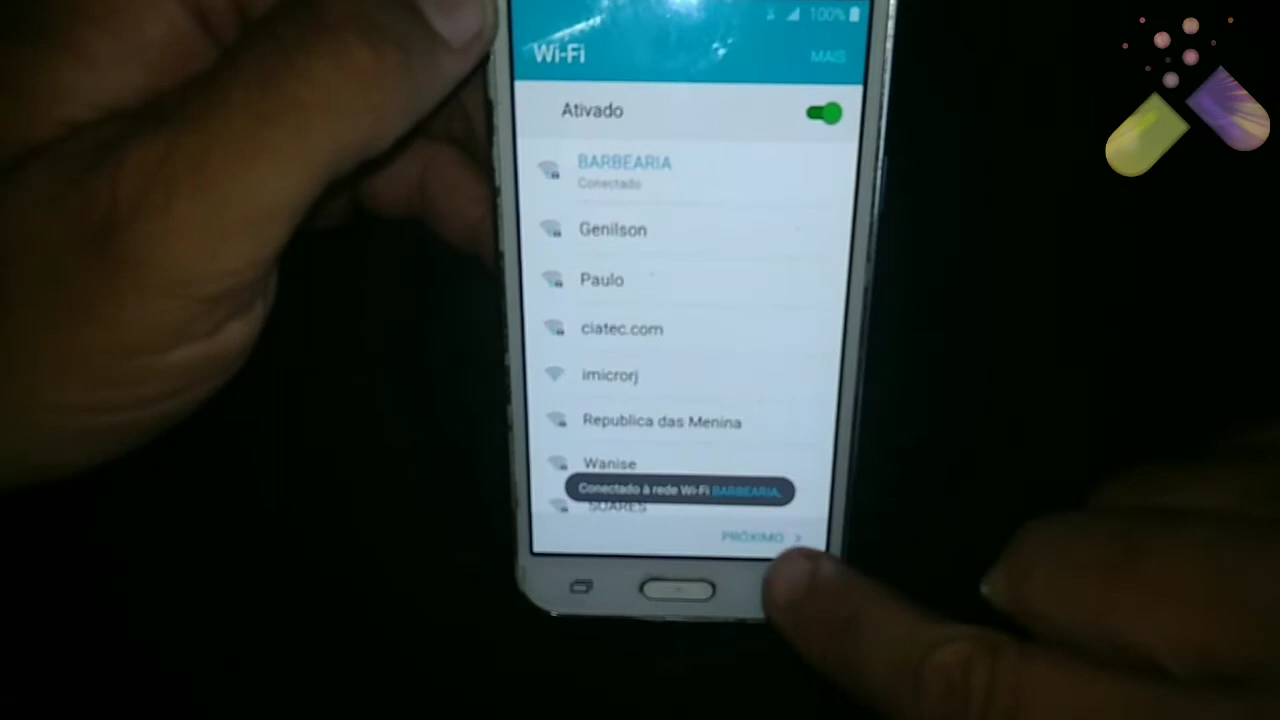 100%
Wi-Fi
MAIS
Ativado
BARBEARIA
Conectado
Genilson
Paulo
ciatec.com
imicrorj
Republica das Menina
Wanise
Conectado à rede Wi-Fi BARBEARIA.
SOARES
PRÓXIMO >